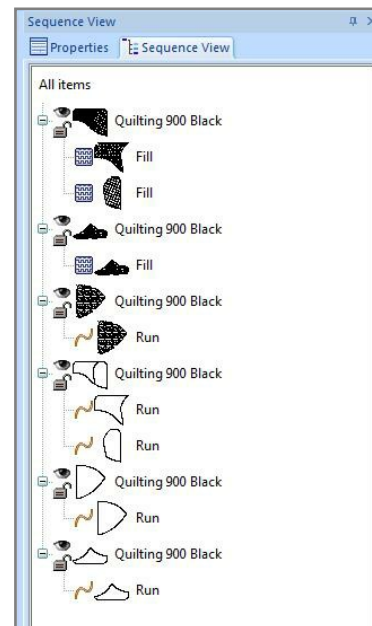 Sequence View
Properties Sequence View
All items
Quilting 900 Black
Fill
Fill
Quilting 900 Black
Fill
Quilting 900 Black
Run
Quilting 900 Black
Run
Run
Quilting 900 Black
Run
Quilting 900 Black
Run